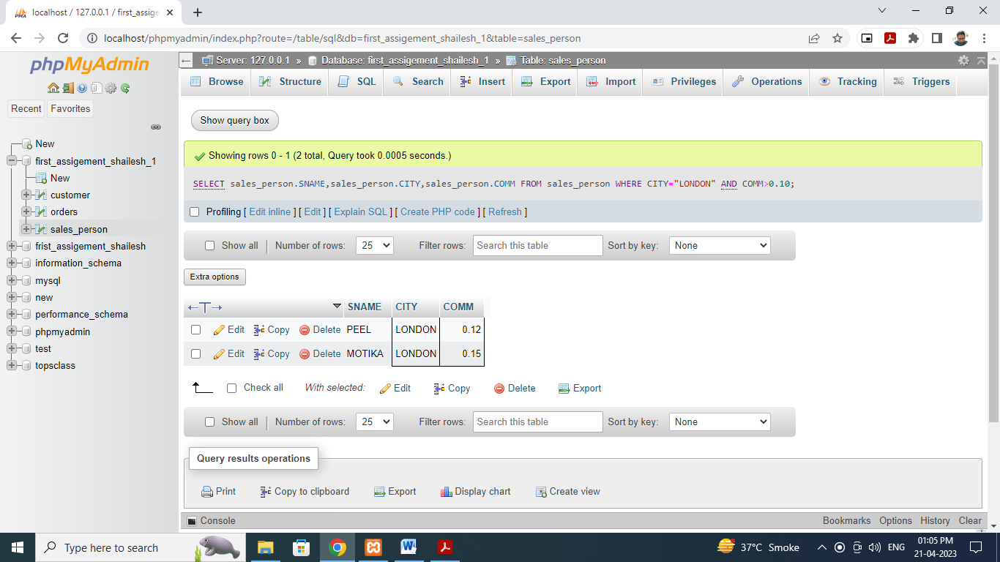 localhost / 127.0.0.1 / first_assige
localhost/phpmyadmin/index.php?route=/table/sql&db=first_assigement_shailesh_1&table=sales_person
phpMyAdmin
Recent Favorites
New
first_assigement_shailesh_1
New
customer
orders
sales_person
frist_assigement_shailesh
information_schema
mysql
new
performance_schema
phpmyadmin
test
topsclass
Server: 127.0.0.1 » Database: first_assigement_shailesh_1 » Table: sales_person
Browse Structure SQL Search Insert Export Import Privileges Operations Tracking Triggers
Show query box
Showing rows 0 - 1 (2 total, Query took 0.0005 seconds.)
SELECT sales_person.SNAME,sales_person.CITY,sales_person.COMM FROM sales_person WHERE CITY="LONDON" AND COMM>0.10;
Profiling [ Edit inline ] [ Edit ] [ Explain SQL ] [ Create PHP code ] [ Refresh ]
Show all Number of rows: 25 Filter rows: Search this table Sort by key: None
Extra options
SNAME CITY COMM
Edit Copy Delete PEEL LONDON 0.12
Edit Copy Delete MOTIKA LONDON 0.15
Check all With selected: Edit Copy Delete Export
Show all Number of rows: 25 Filter rows: Search this table Sort by key: None
Query results operations
Print Copy to clipboard Export Display chart Create view
Console Bookmarks Options History Clear
Type here to search 37°C Smoke ENG 01:05 PM
21-04-2023